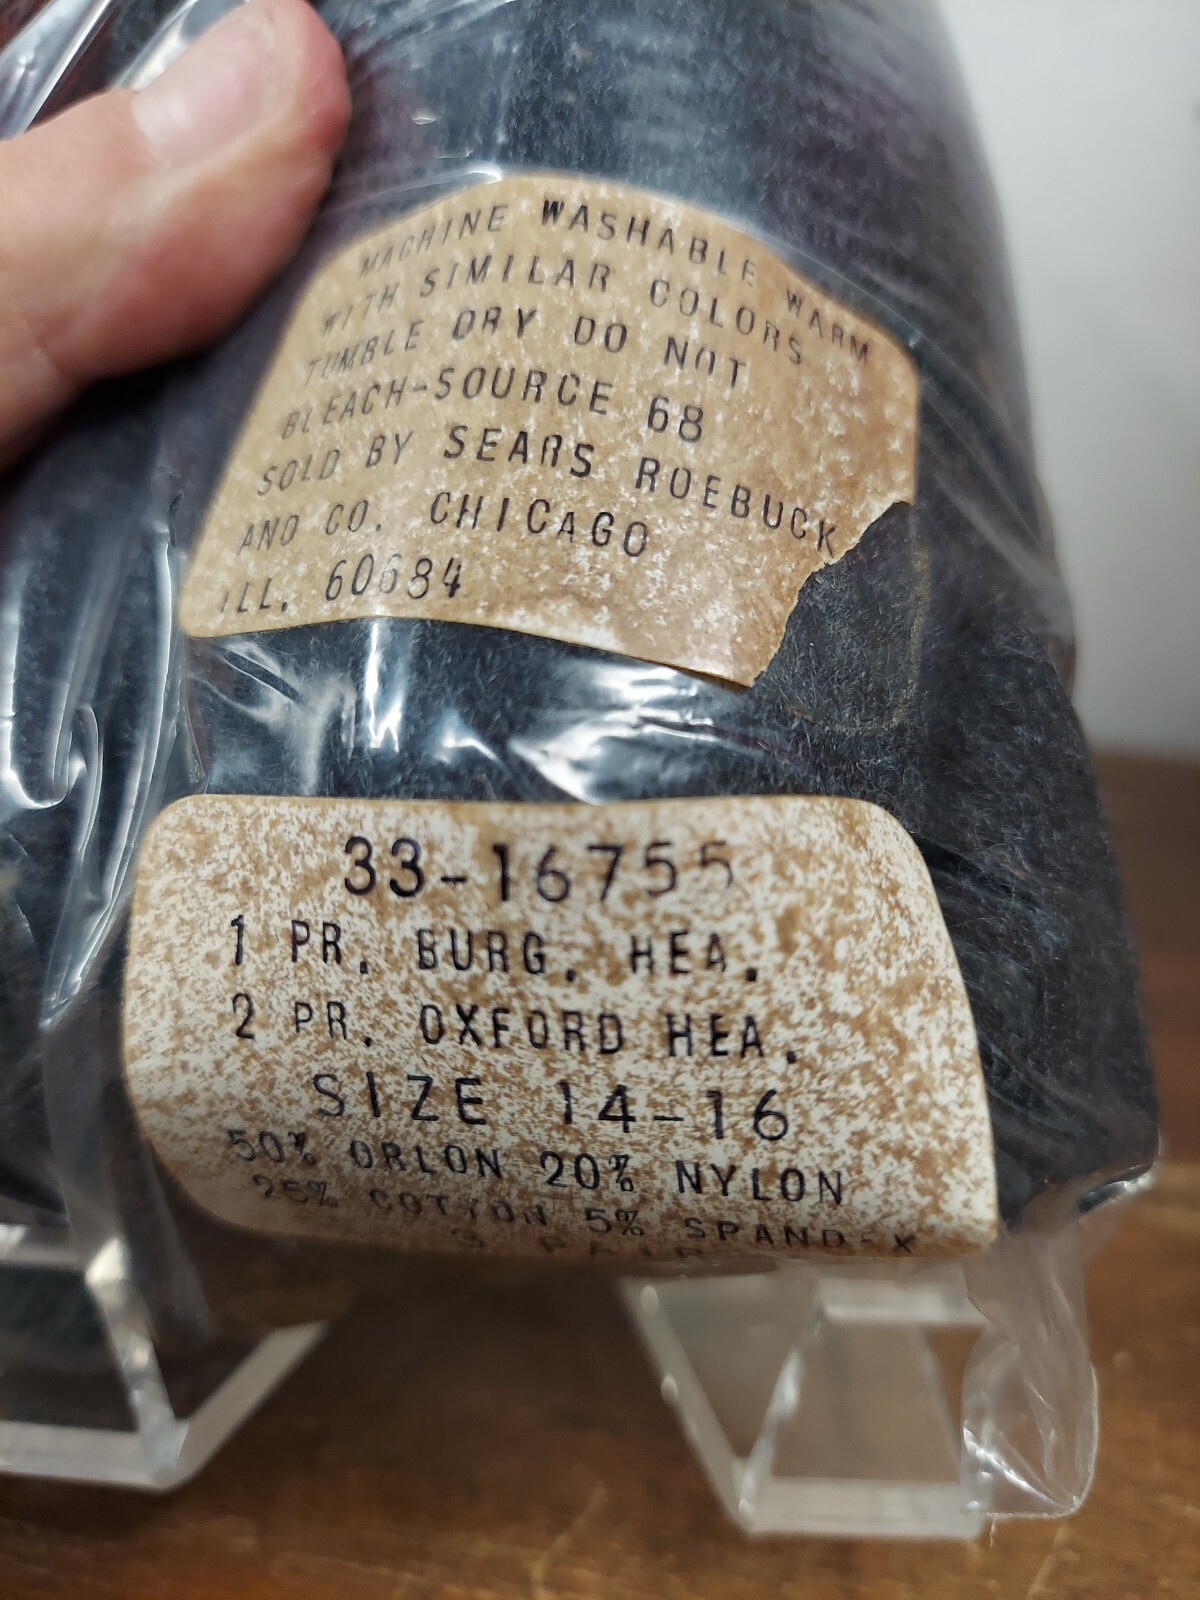 MACHINE WASHABLE WARM
WITH SIMILAR COLORS
TUMBLE DRY DO NOT
BLEACH-SOURCE 68
SOLD BY SEARS ROEBUCK
AND CO. CHICAGO
ILL. 60684
33-16755
1 PR. BURG. HEA.
2 PR. OXFORD HEA.
SIZE 14-16
50% ORLON 20% NYLON
25% COTTON 5% SPANDEX
3 PAIR